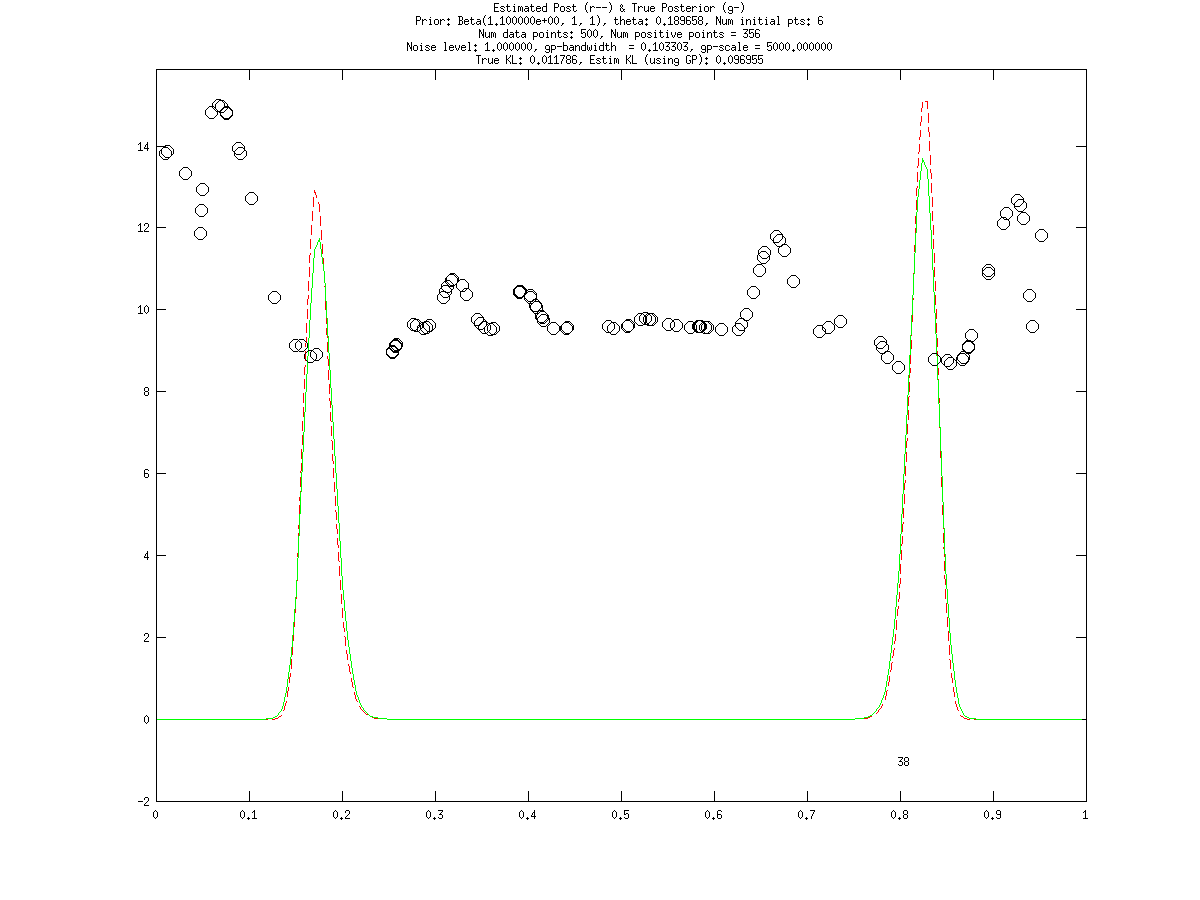 Estimated Post (r--) & True Posterior (g-)
Prior: Beta(1.100000e+00, 1, 1), theta: 0.189658, Num initial pts: 6
Num data points: 500, Num positive points = 356
Noise level: 1.000000, gp-bandwidth  = 0.103303, gp-scale = 5000.000000
True KL: 0.011786, Estim KL (using GP): 0.096955
14
12
10
8
6
4
2
0
38
-2
0 0.1 0.2 0.3 0.4 0.5 0.6 0.7 0.8 0.9 1